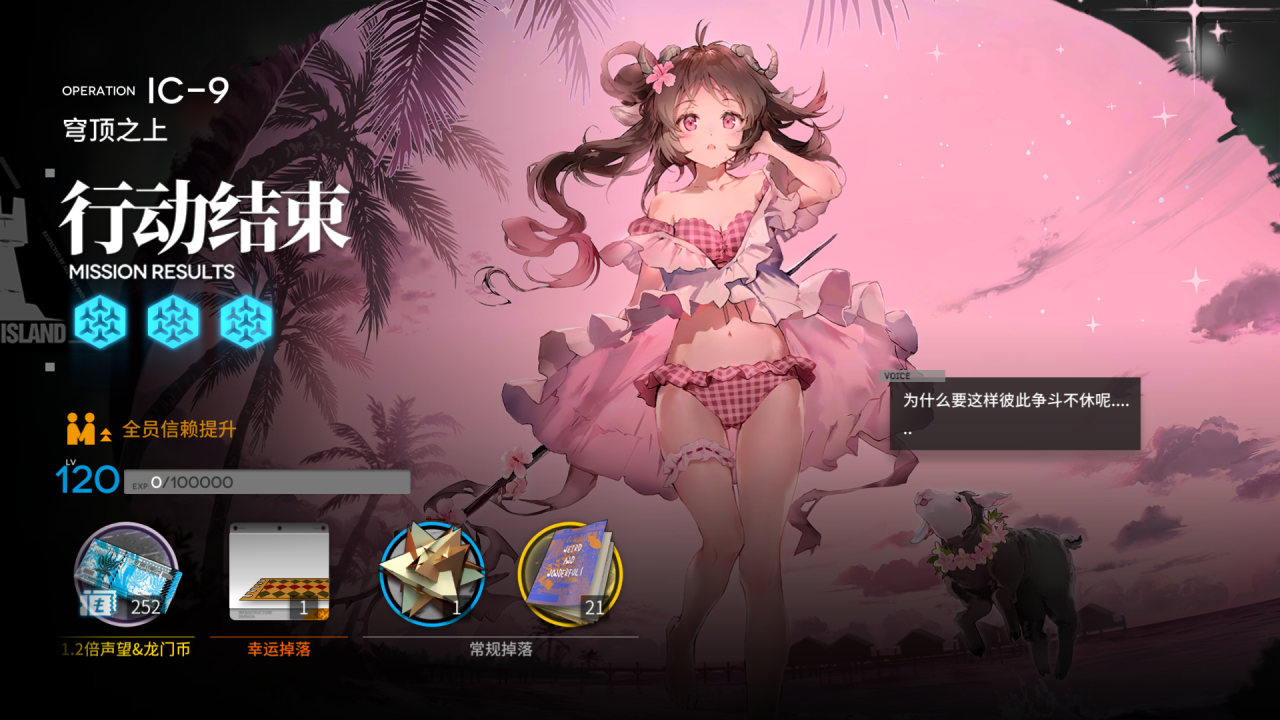 OPERATION IC-9
穹顶之上
行动结束
MISSION RESULTS
ISLAND
全员信赖提升
LV
120
EXP 0/100000
VOICE
为什么要这样彼此争斗不休呢....
..
WEIRD
AND
WONDERFUL!
252
1
1
21
1.2倍声望&龙门币
幸运掉落
常规掉落